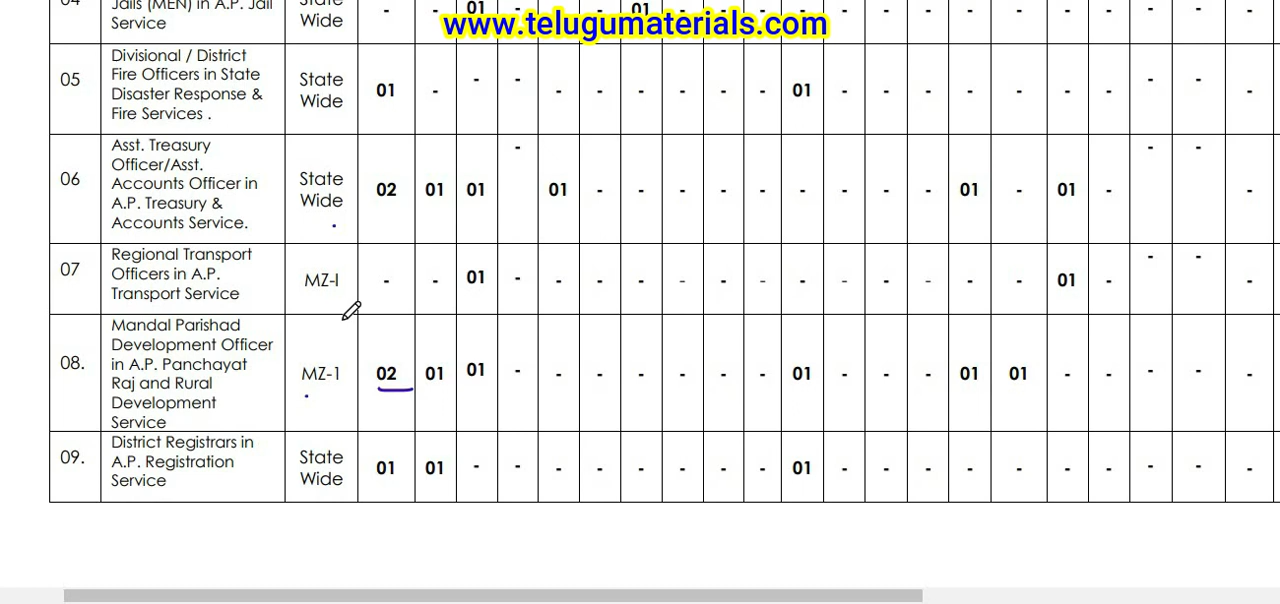 Jails (MEN) in A.P. Jail
Service
Wide
- - 01 - - - 01 - - - - - - - - - - - - - -
www.telugumaterials.com
05
Divisional / District
Fire Officers in State
Disaster Response &
Fire Services .
State
Wide
01 - - - - - - - - - 01 - - - - - - - - - -
06
Asst. Treasury
Officer/Asst.
Accounts Officer in
A.P. Treasury &
Accounts Service.
State
Wide
02 01 01 - 01 - - - - - - - - - 01 - 01 - - - -
07
Regional Transport
Officers in A.P.
Transport Service
MZ-I
- - 01 - - - - - - - - - - - - - 01 - - - -
08.
Mandal Parishad
Development Officer
in A.P. Panchayat
Raj and Rural
Development
Service
MZ-1
02 01 01 - - - - - - - 01 - - - 01 01 - - - - -
09.
District Registrars in
A.P. Registration
Service
State
Wide
01 01 - - - - - - - - 01 - - - - - - - - - -